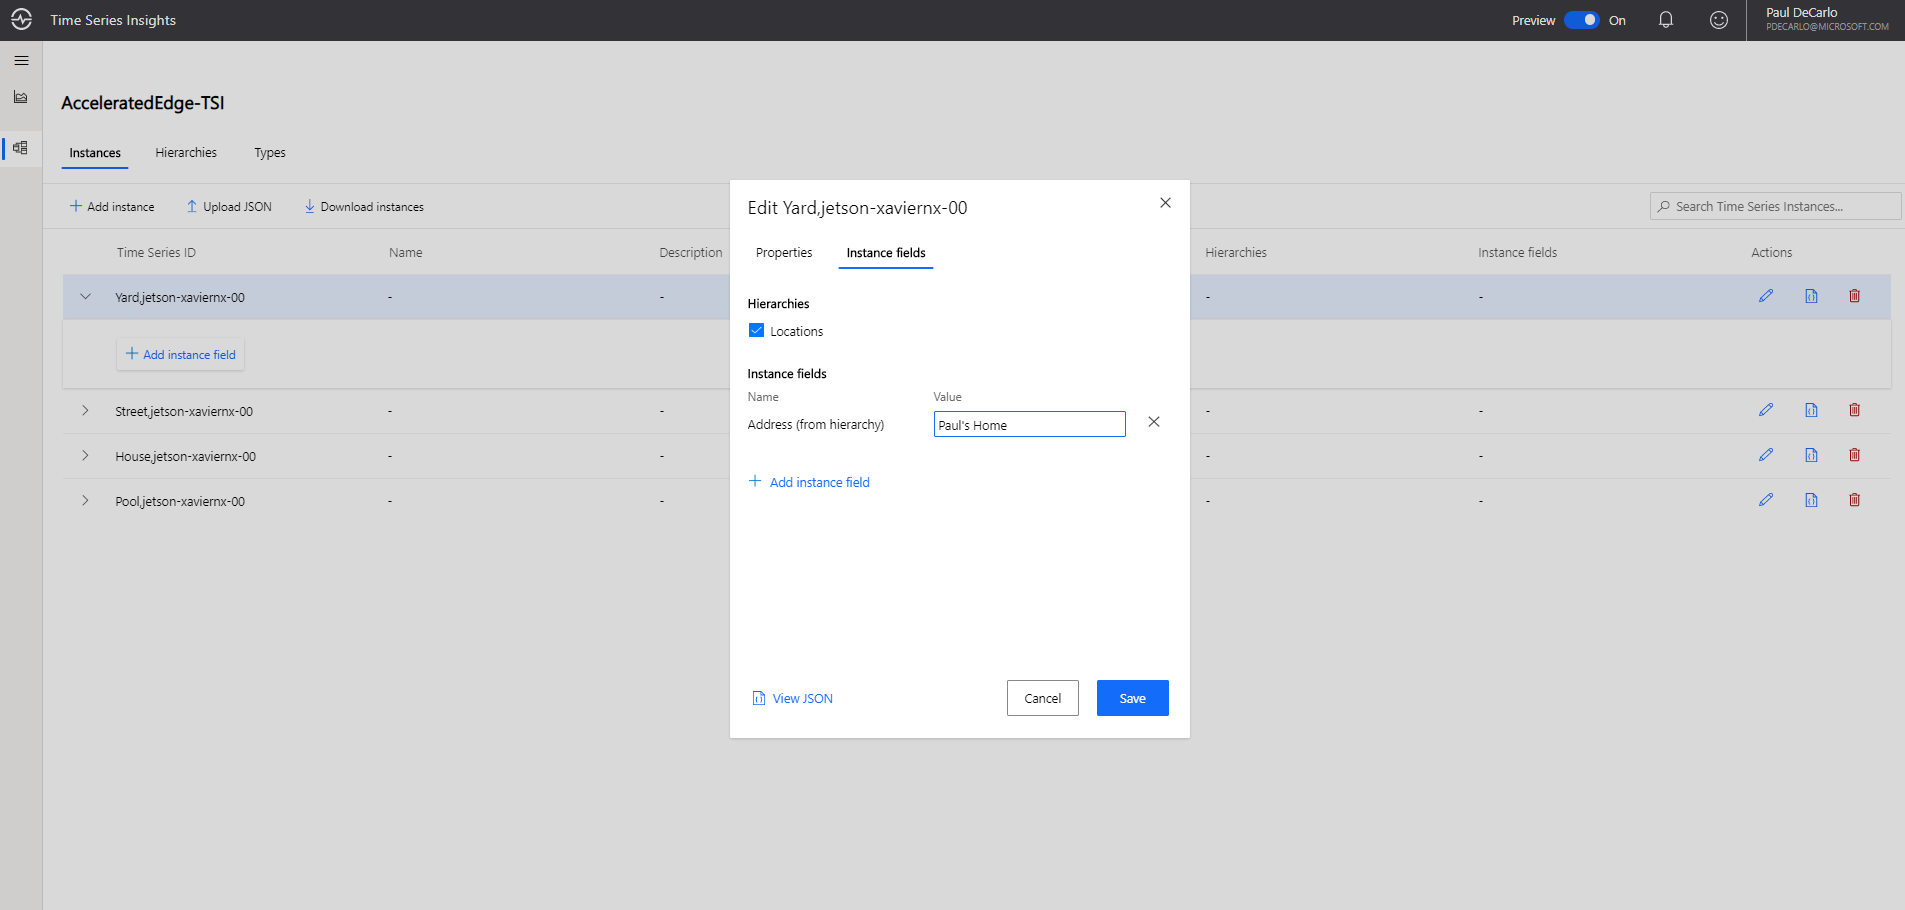 Time Series Insights
Preview On
Paul DeCarlo
PDECARLO@MICROSOFT.COM
AcceleratedEdge-TSI
Instances Hierarchies Types
Add instance Upload JSON Download instances
Search Time Series Instances...
Time Series ID Name Description Hierarchies Instance fields Actions
Yard,jetson-xaviernx-00 - - - -
Add instance field
Street,jetson-xaviernx-00 - - - -
House,jetson-xaviernx-00 - - - -
Pool,jetson-xaviernx-00 - - - -
Edit Yard,jetson-xaviernx-00
Properties Instance fields
Hierarchies
Locations
Instance fields
Name Value
Address (from hierarchy) Paul's Home
Add instance field
View JSON Cancel Save